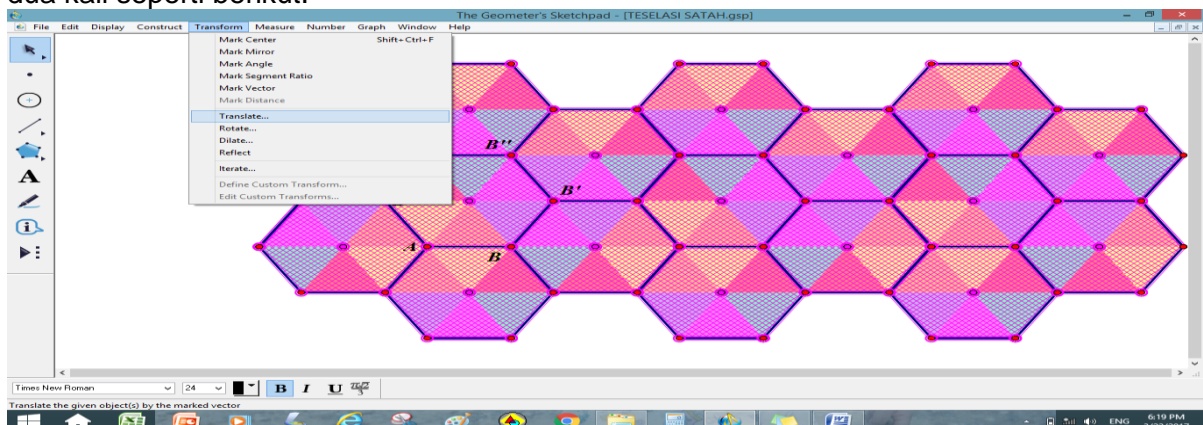 dua kali seperti berikut.
The Geometer's Sketchpad - [TESELASI SATAH.gsp]
File Edit Display Construct Transform Measure Number Graph Window Help
Mark Center Shift+Ctrl+F
Mark Mirror
Mark Angle
Mark Segment Ratio
Mark Vector
Mark Distance
Translate...
Rotate...
Dilate...
Reflect
Iterate...
Define Custom Transform...
Edit Custom Transforms...
A
B''
B'
A
B
Times New Roman 24 B I U
Translate the given object(s) by the marked vector
ENG 6:19 PM